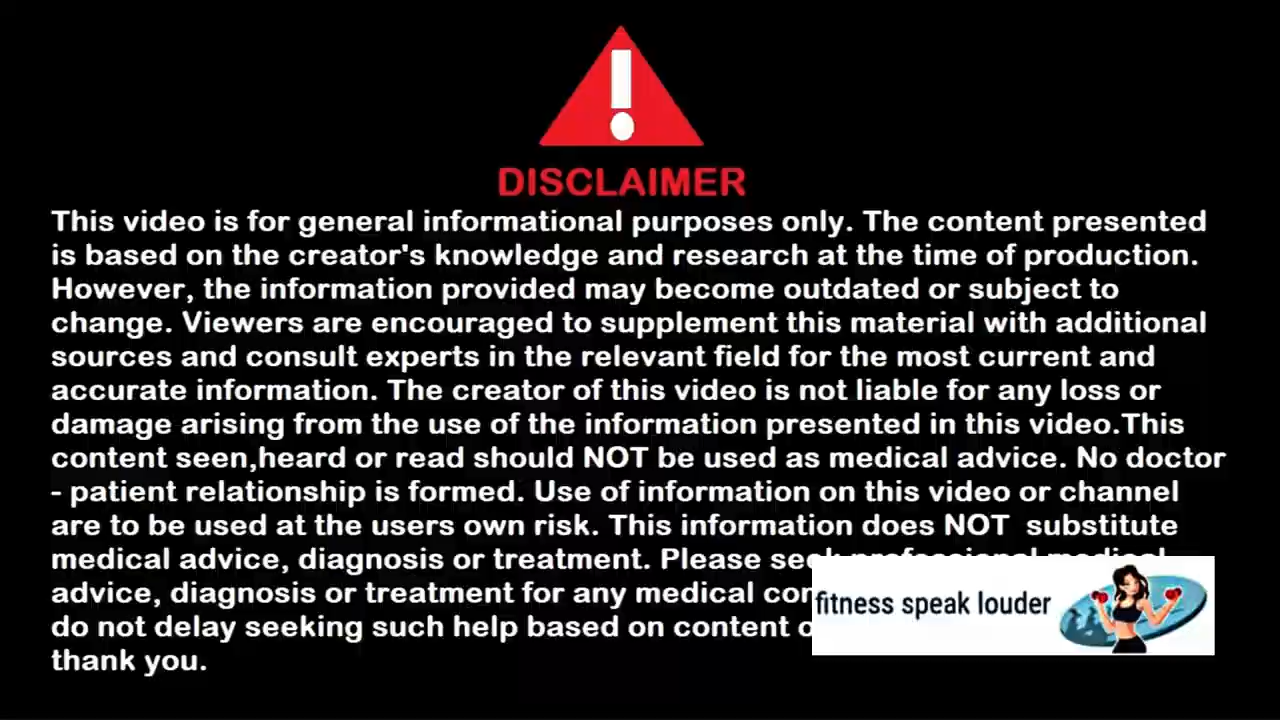 DISCLAIMER
This video is for general informational purposes only. The content presented
is based on the creator's knowledge and research at the time of production.
However, the information provided may become outdated or subject to
change. Viewers are encouraged to supplement this material with additional
sources and consult experts in the relevant field for the most current and
accurate information. The creator of this video is not liable for any loss or
damage arising from the use of the information presented in this video.This
content seen,heard or read should NOT be used as medical advice. No doctor
- patient relationship is formed. Use of information on this video or channel
are to be used at the users own risk. This information does NOT  substitute
medical advice, diagnosis or treatment. Please seek professional medical
advice, diagnosis or treatment for any medical
do not delay seeking such help based on content
thank you.
fitness speak louder